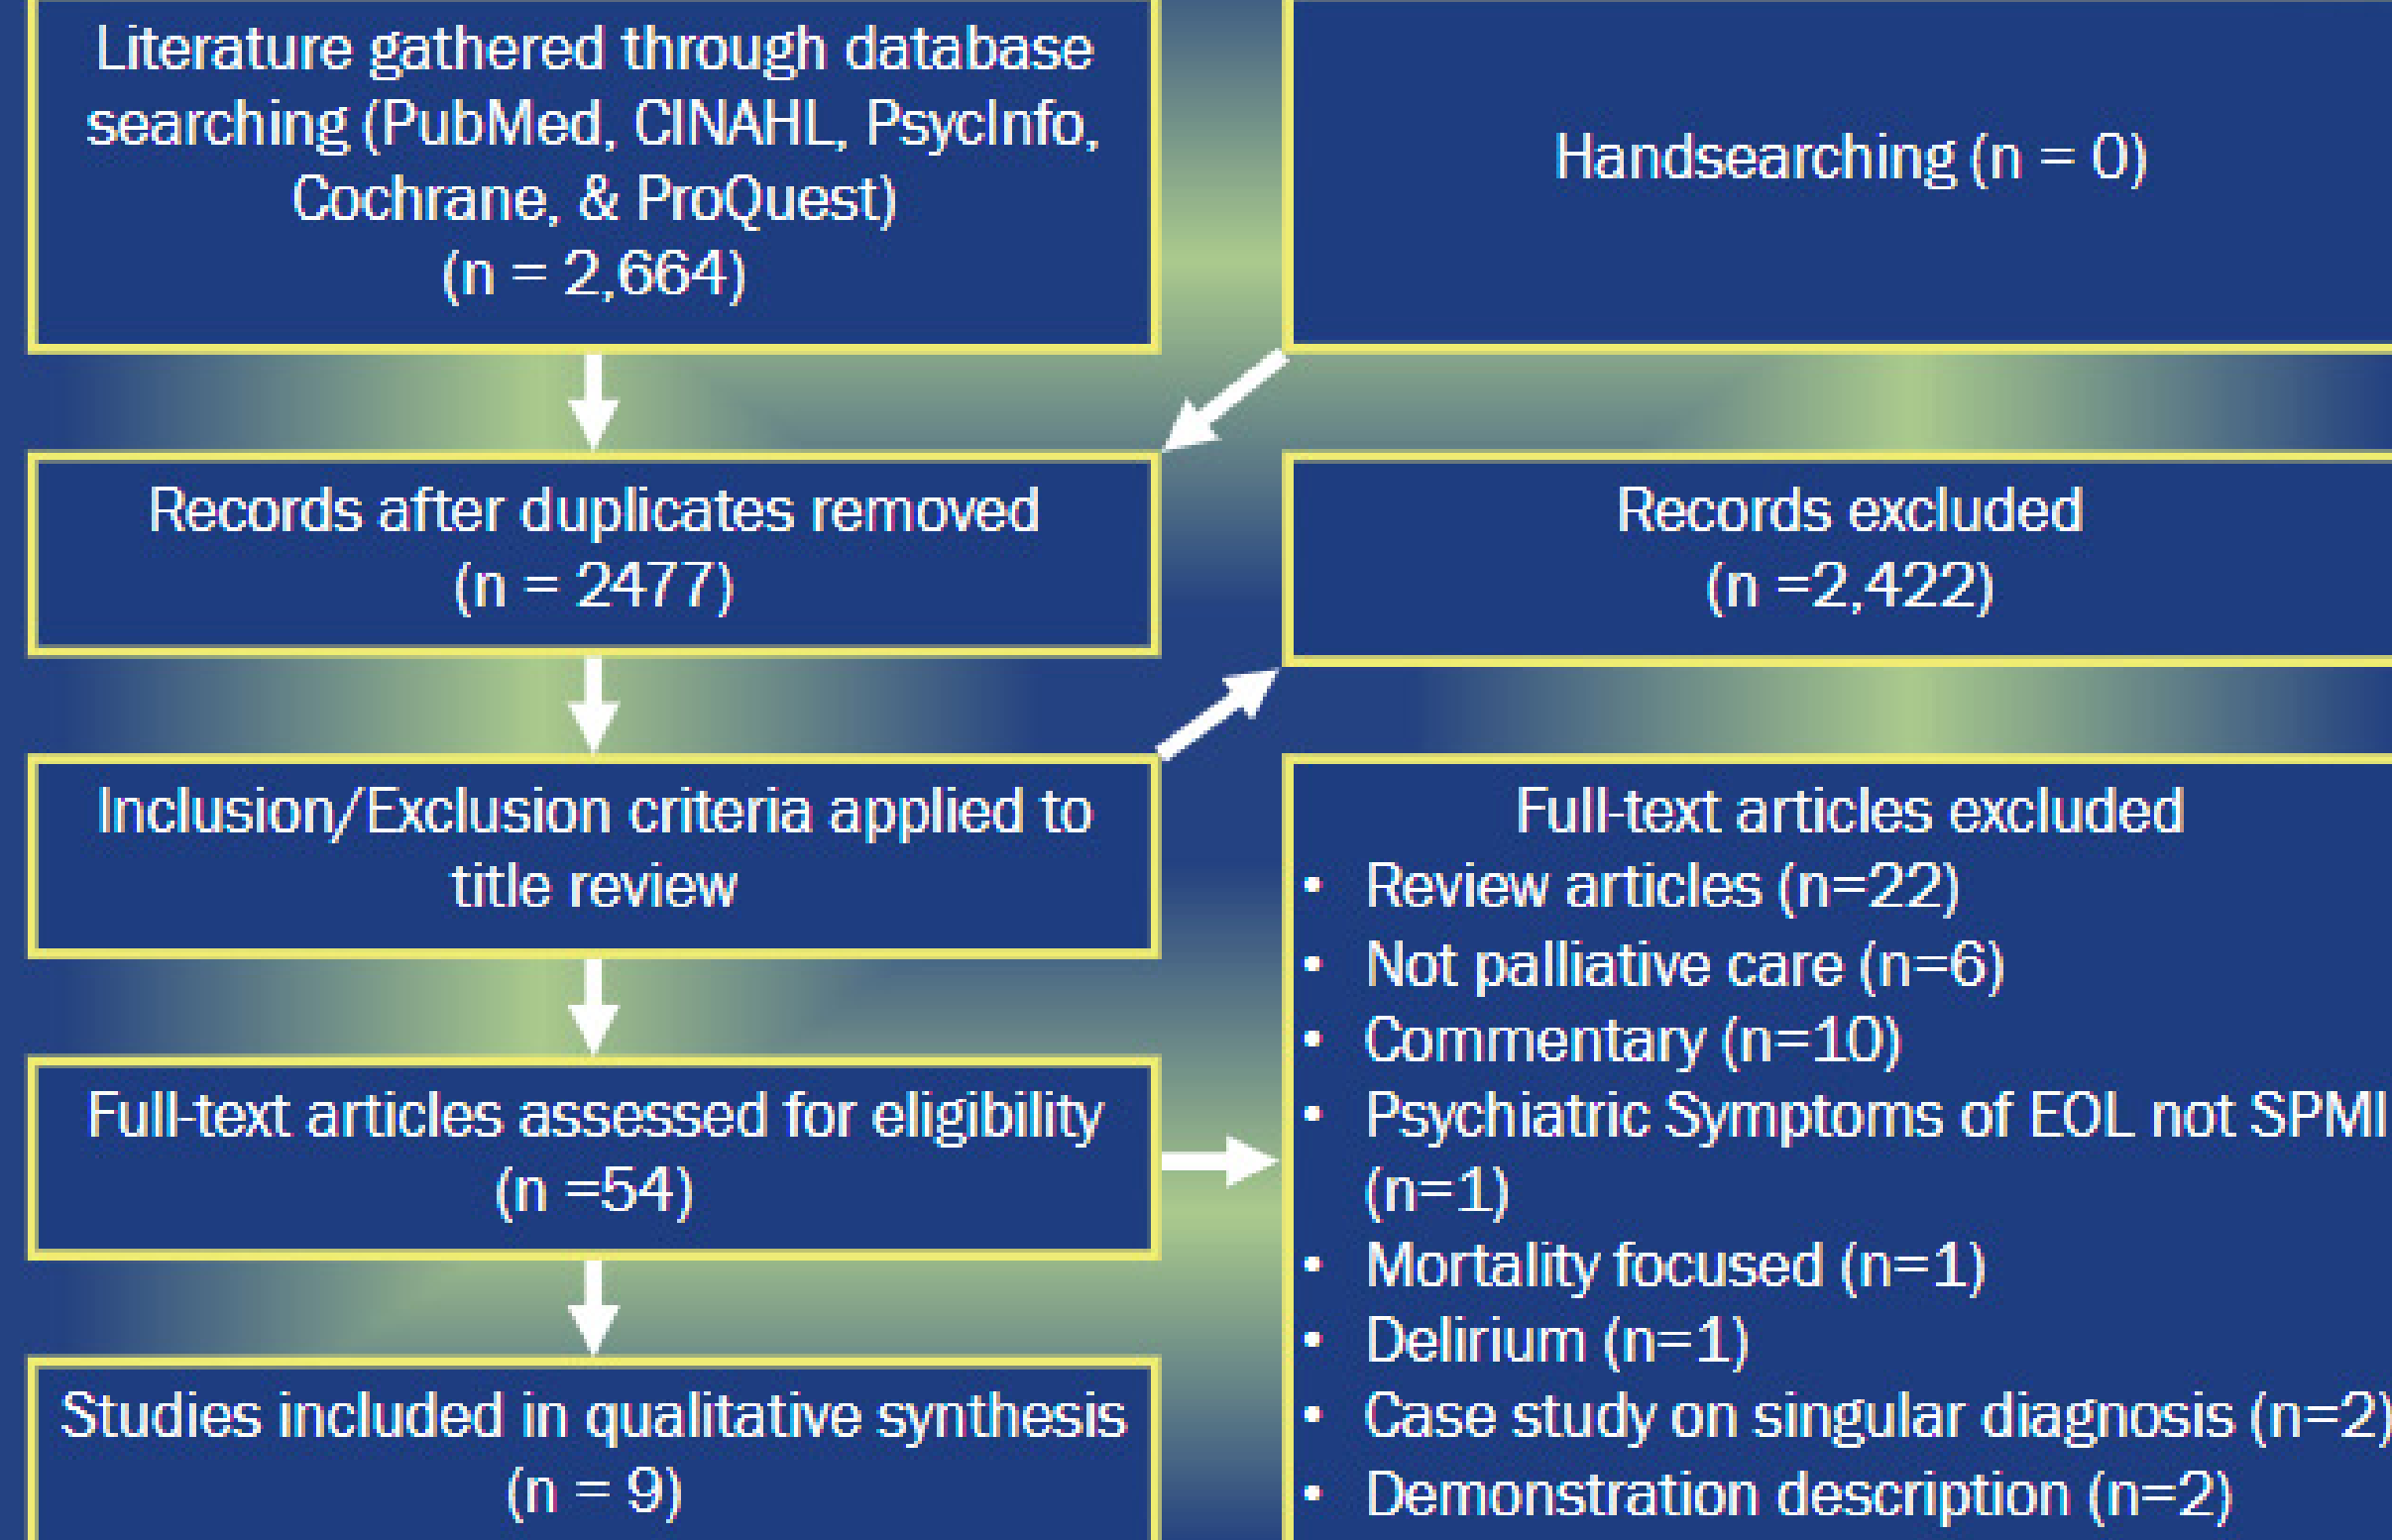 Literature gathered through database
searching (PubMed, CINAHL, PsycInfo,
Cochrane, & ProQuest)
(n = 2,664)
Handsearching (n = 0)
Records after duplicates removed
(n = 2477)
Records excluded
(n =2,422)
Inclusion/Exclusion criteria applied to
title review
Full-text articles assessed for eligibility
(n =54)
Full-text articles excluded
• Review articles (n=22)
• Not palliative care (n=6)
• Commentary (n=10)
• Psychiatric Symptoms of EOL not SPMI
(n=1)
• Mortality focused (n=1)
• Delirium (n=1)
• Case study on singular diagnosis (n=2)
• Demonstration description (n=2)
Studies included in qualitative synthesis
(n = 9)